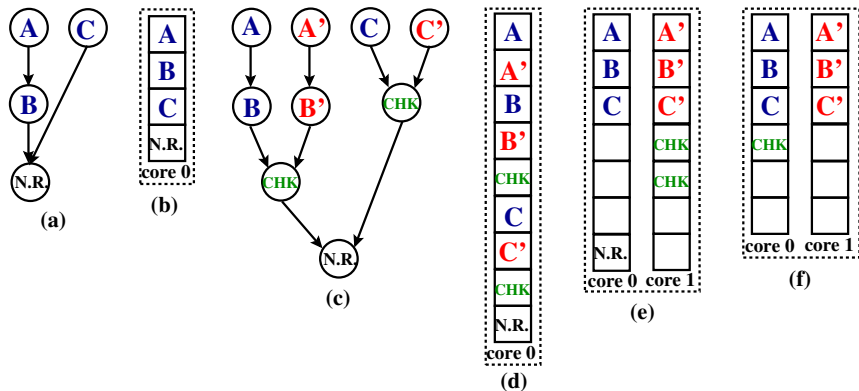 A
C
B
N.R.
(a)
A
B
C
N.R.
core 0
(b)
A
A'
C
C'
B
B'
CHK
CHK
N.R.
(c)
A
A'
B
B'
CHK
C
C'
CHK
N.R.
core 0
(d)
A
A'
B
B'
C
C'
CHK
CHK
N.R.
core 0
core 1
(e)
A
A'
B
B'
C
C'
CHK
core 0
core 1
(f)